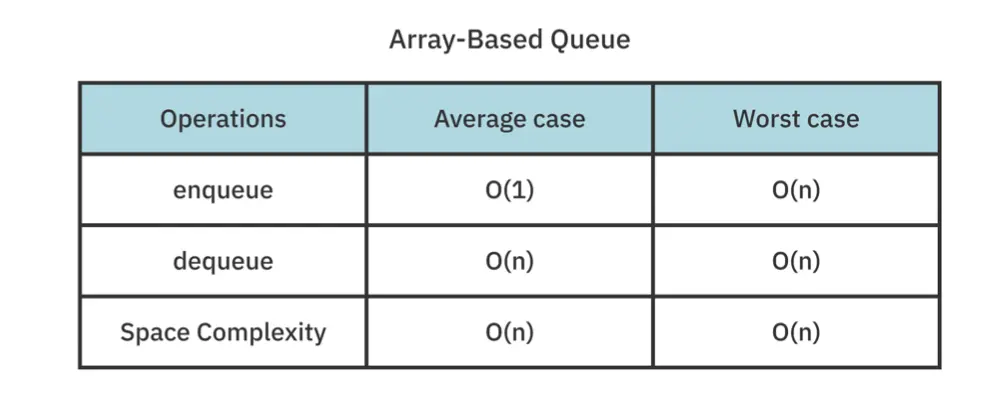 Array-Based Queue
Operations Average case Worst case
enqueue O(1) O(n)
dequeue O(n) O(n)
Space Complexity O(n) O(n)